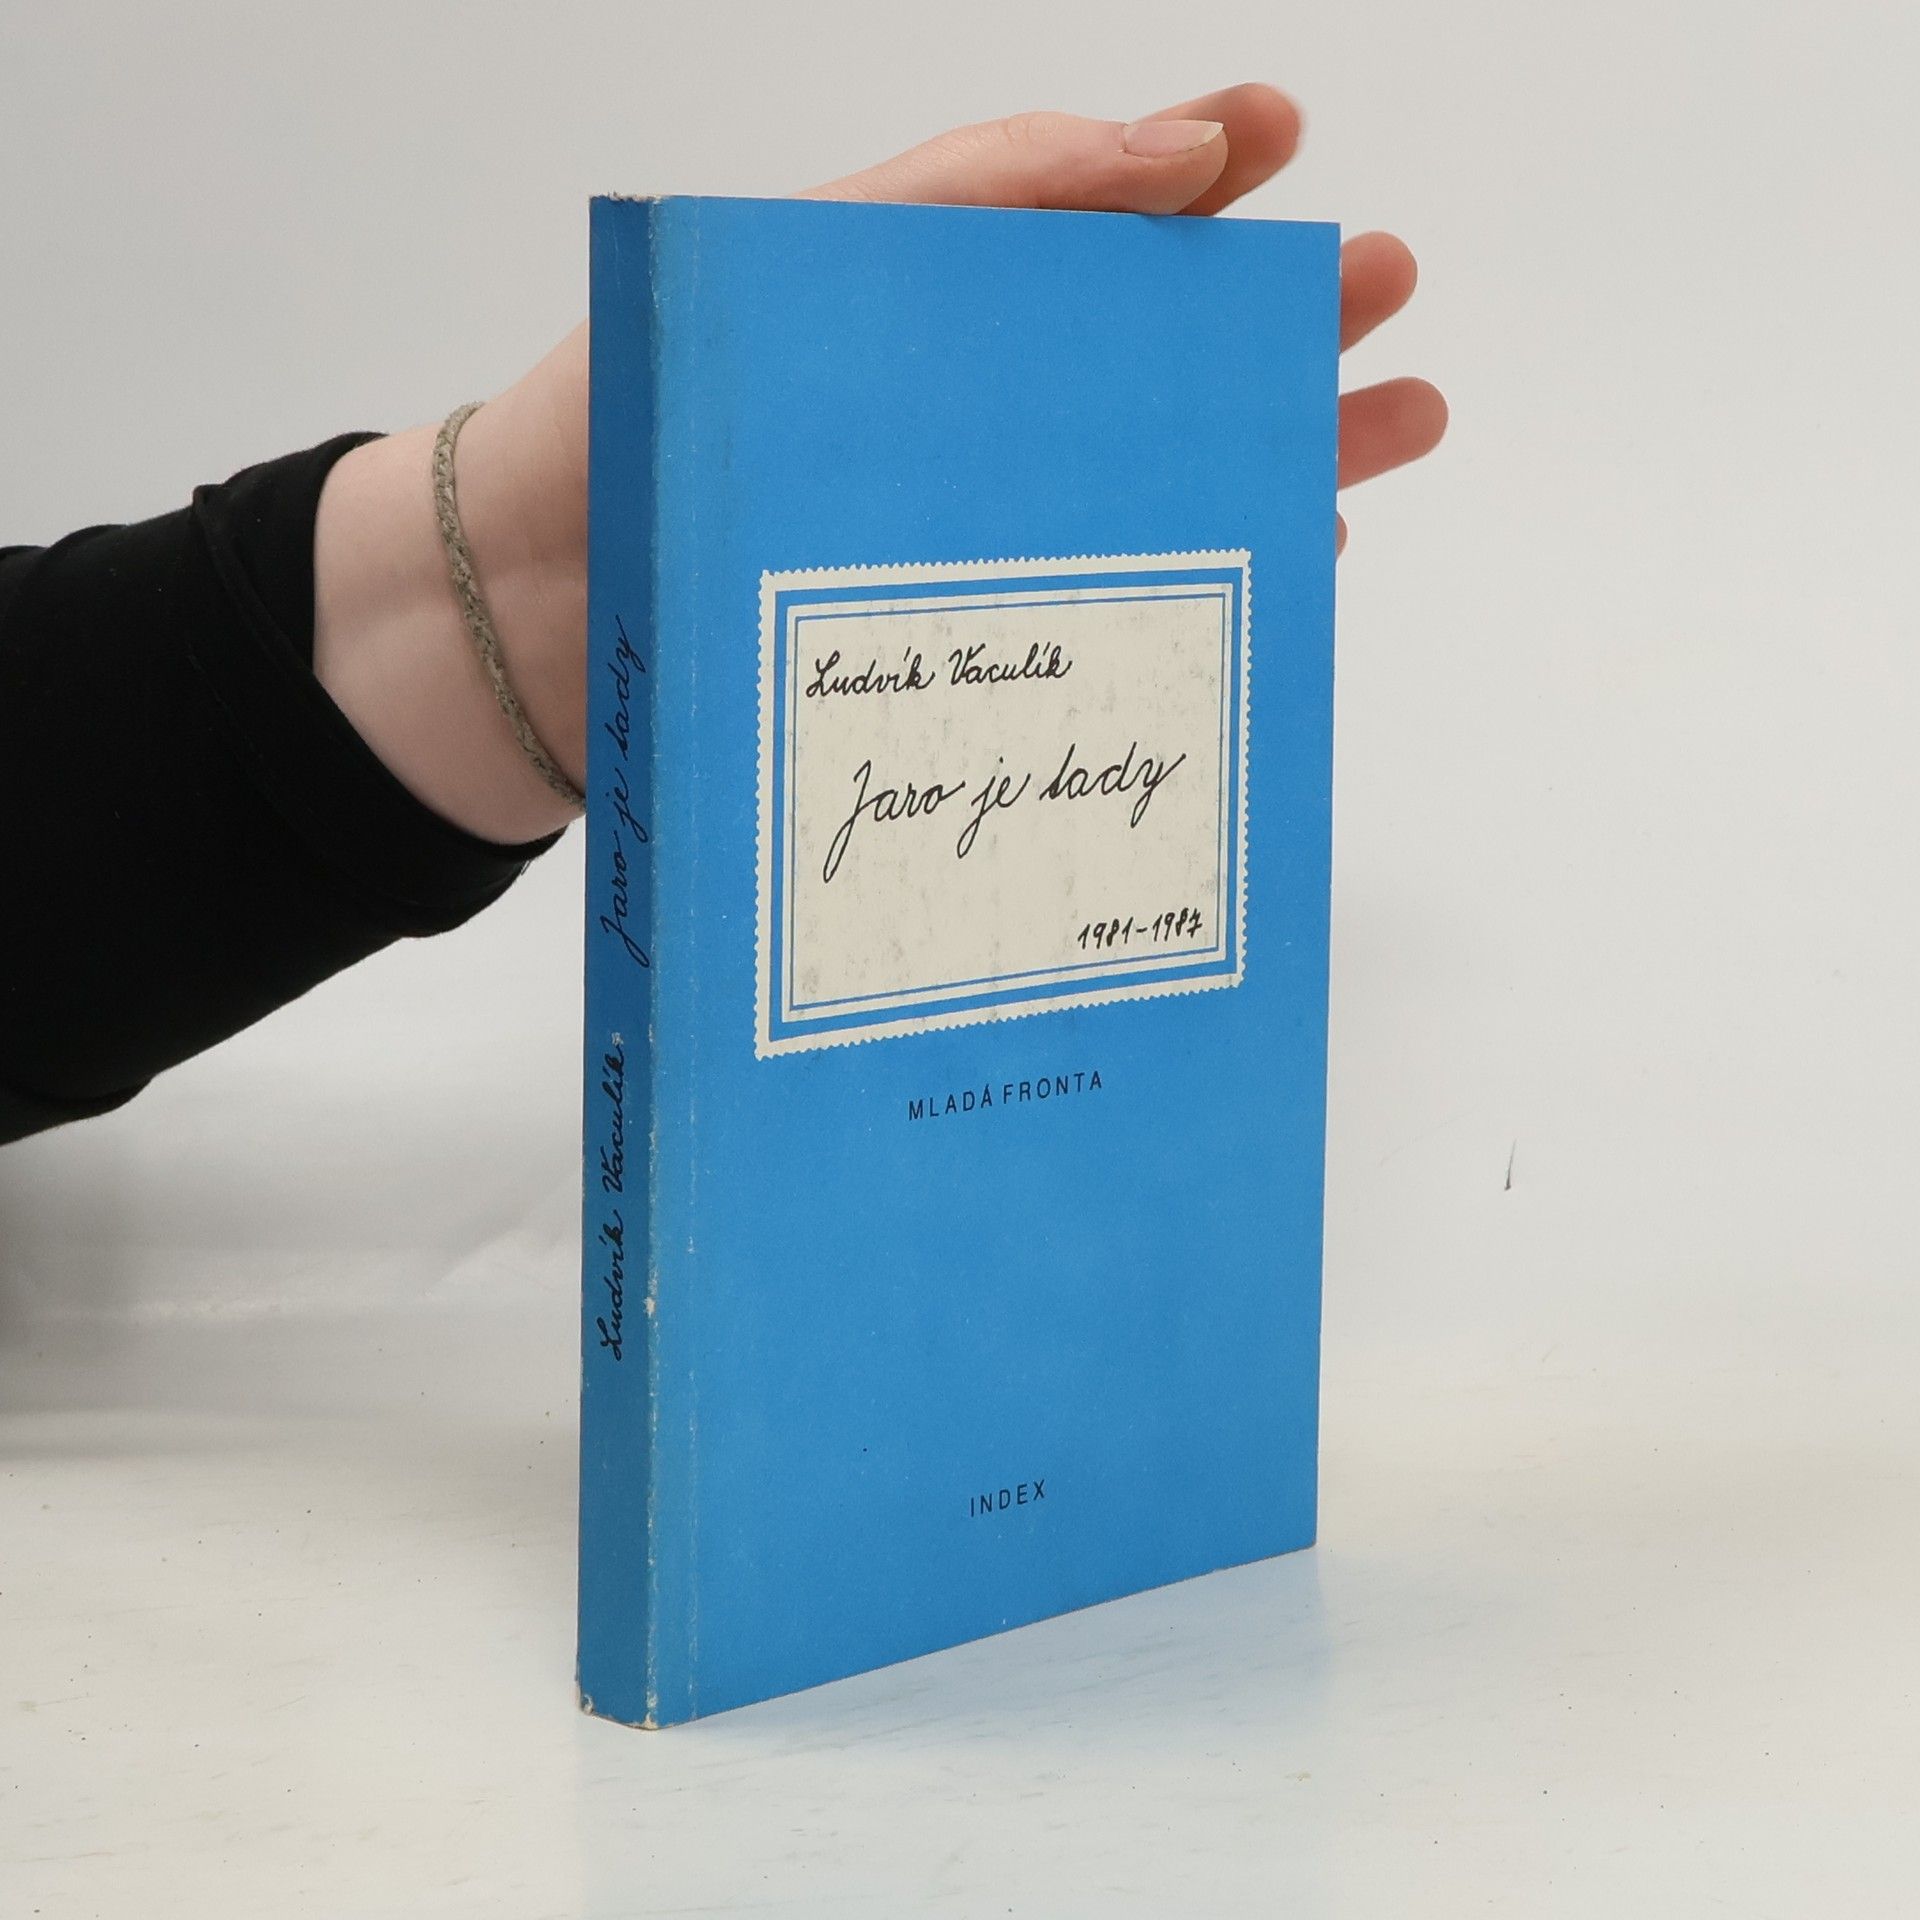 Ludvík Vaculík
Jaro je tady
1981-1987
MLADÁ FRONTA
INDEX
Ludvík Vaculík Jaro je tady